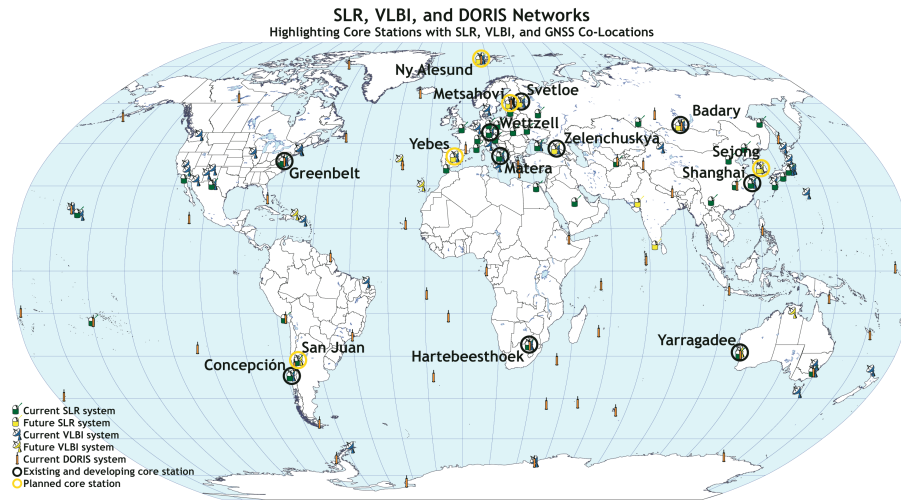 SLR, VLBI, and DORIS Networks
Highlighting Core Stations with SLR, VLBI, and GNSS Co-Locations
Ny Alesund
Metsahovi
Svetloe
Badary
Wettzell
Zelenchuskya
Yebes
Sejong
Matera
Shanghai
Greenbelt
Yarragadee
San Juan
Hartebeesthoek
Concepción
Current SLR system
Future SLR system
Current VLBI system
Future VLBI system
Current DORIS system
Existing and developing core station
Planned core station